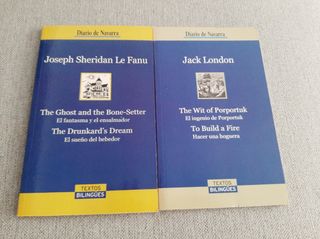 Diario de Navarra
Joseph Sheridan Le Fanu
The Ghost and the Bone-Setter
El fantasma y el ensalmador
The Drunkard's Dream
El sueño del bebedor
TEXTOS
BILINGÜES
Diario de Navarra
Jack London
The Wit of Porportuk
El ingenio de Porportuk
To Build a Fire
Hacer una hoguera
TEXTOS
BILINGÜES